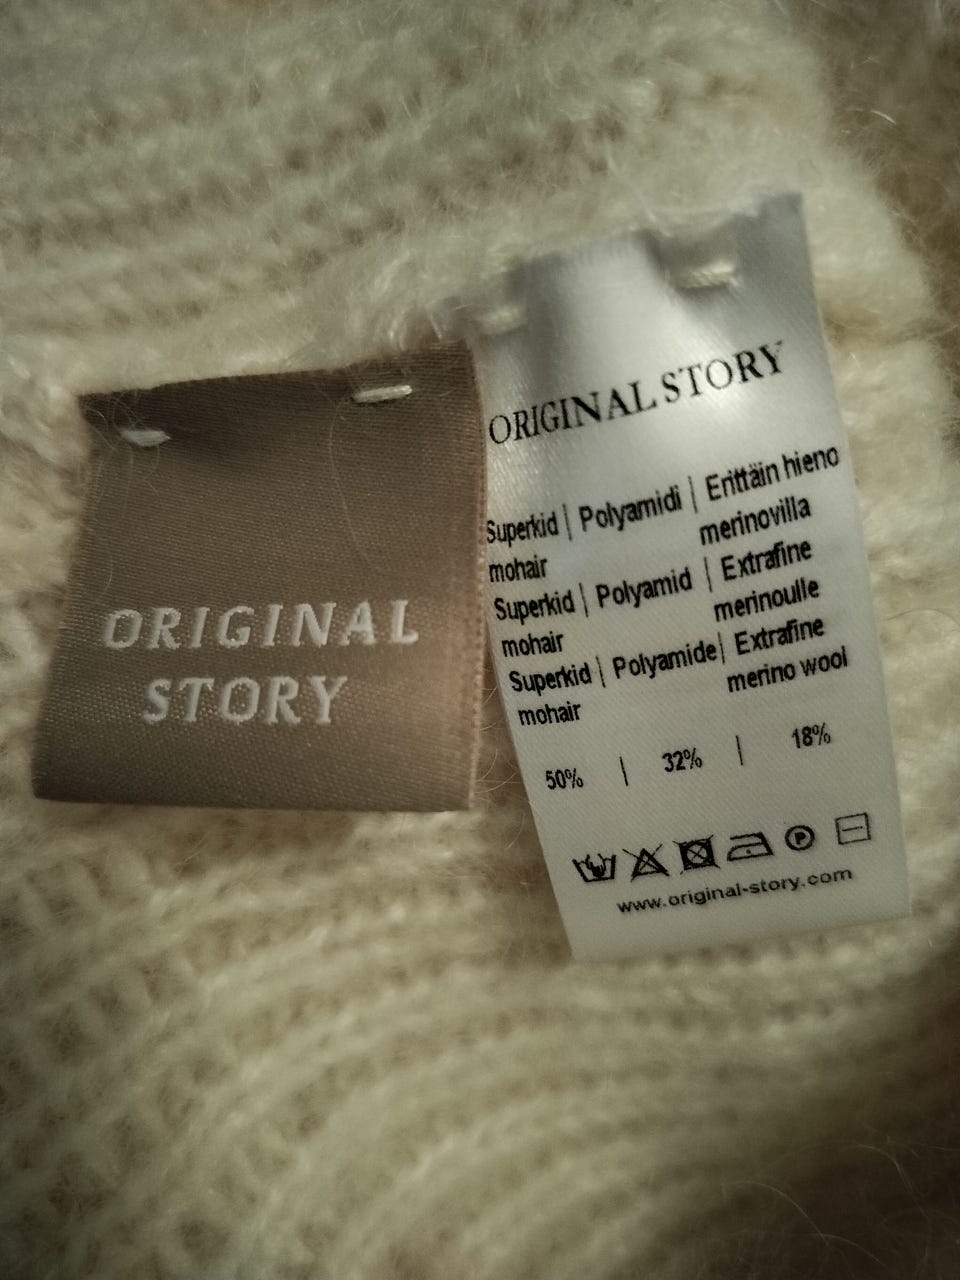 ORIGINAL
STORY
ORIGINAL STORY
Superkid | Polyamidi | Erittäin hieno
mohair merinovilla
Superkid | Polyamid | Extrafine
mohair merinoulle
Superkid | Polyamide | Extrafine
mohair merino wool
50% | 32% | 18%
P
www.original-story.com